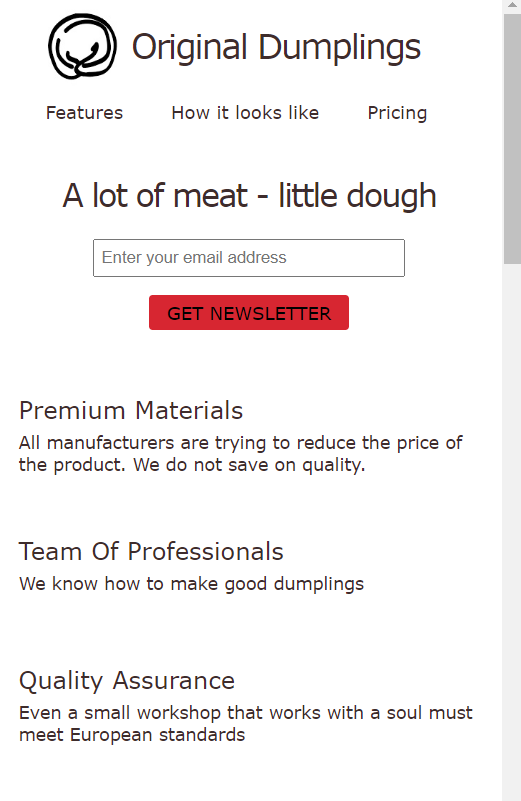 Original Dumplings
Features How it looks like Pricing
A lot of meat - little dough
Enter your email address
GET NEWSLETTER
Premium Materials
All manufacturers are trying to reduce the price of
the product. We do not save on quality.
Team Of Professionals
We know how to make good dumplings
Quality Assurance
Even a small workshop that works with a soul must
meet European standards